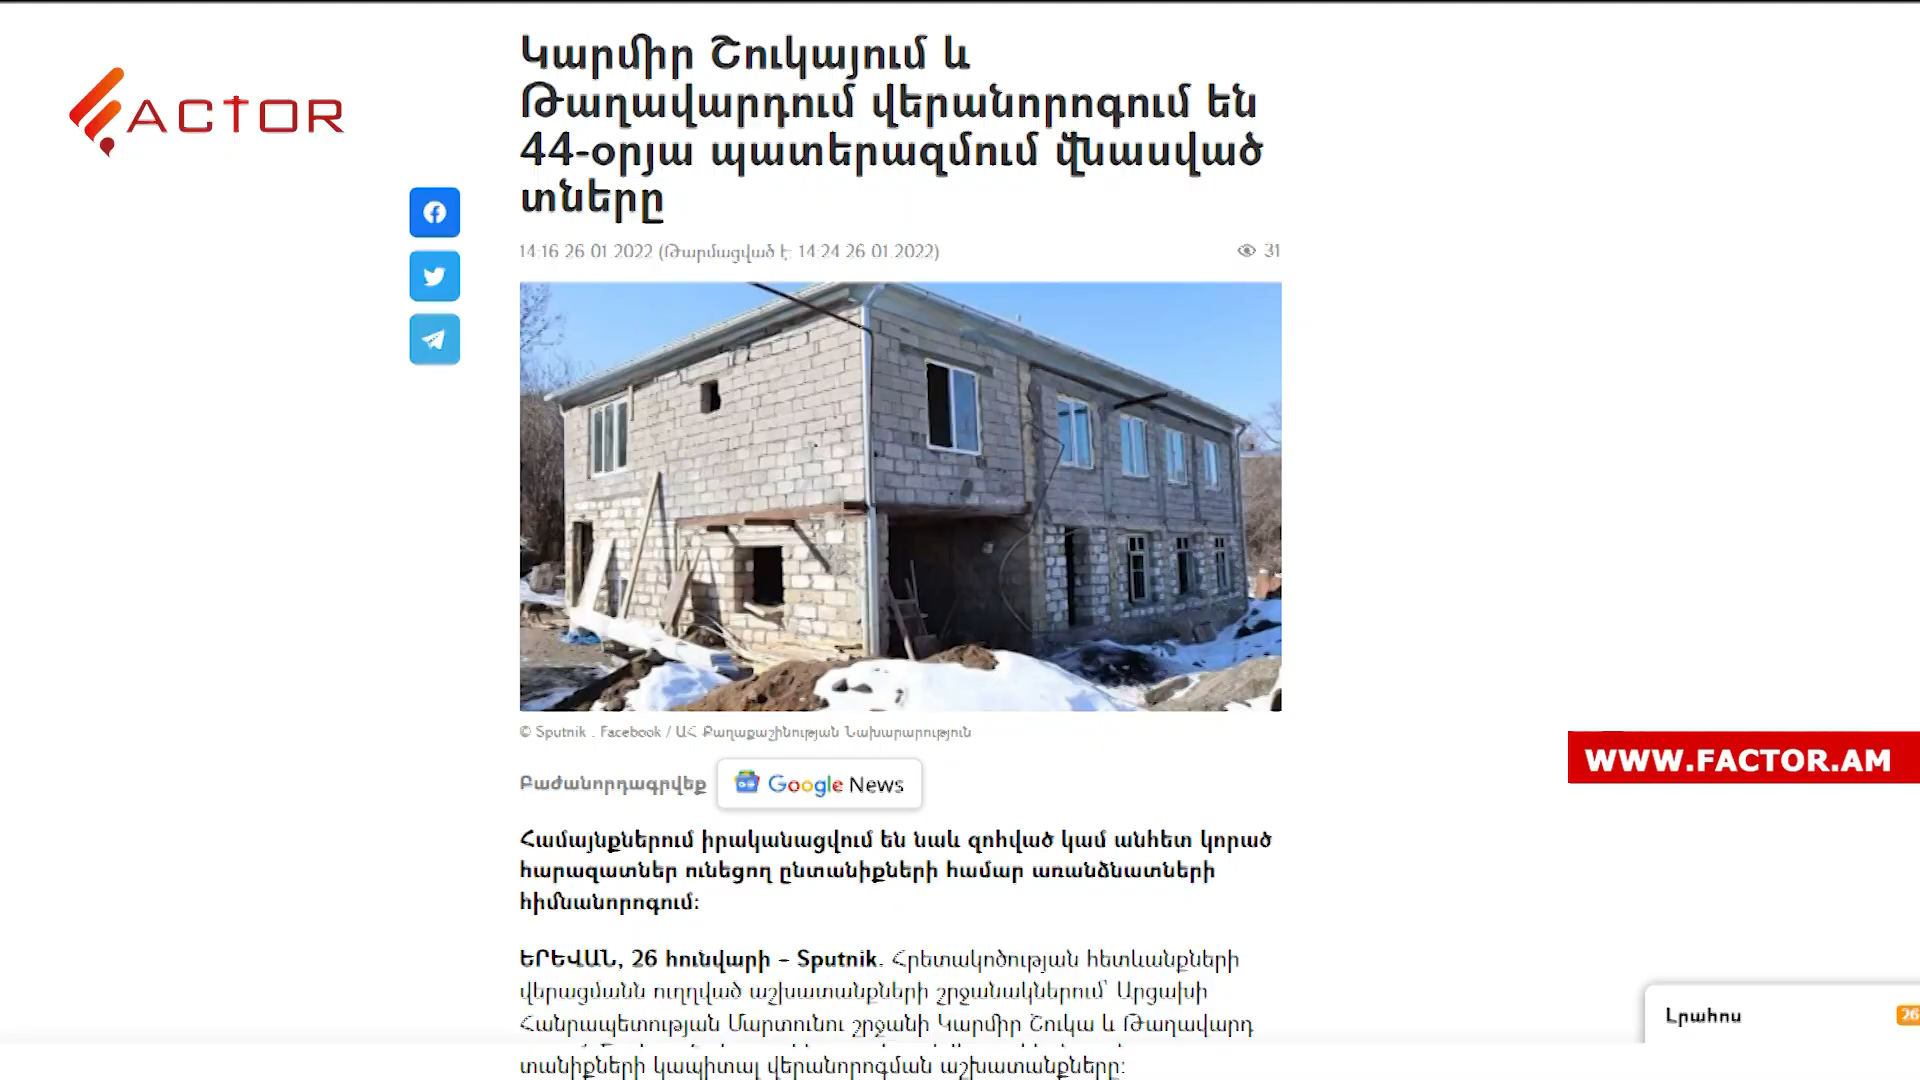 ACTOR
Կարմիր Շուկայում և
Թաղավարդում վերանորոգում են
44-օրյա պատերազմում վնասված
տները
14:16 26.01.2022 (Թարմացված է: 14:24 26.01.2022)
31
© Sputnik . Facebook / ԱՀ Քաղաքաշինության Նախարարություն
Բաժանորդագրվեք
Google News
WWW.FACTOR.AM
Համայնքներում իրականացվում են նաև զոհված կամ անհետ կորած
հարազատներ ունեցող ընտանիքների համար առանձնատների
հիմնանորոգում:
ԵՐԵՎԱՆ, 26 հունվարի – Sputnik. Հրետակոծության հետևանքների
վերացմանն ուղղված աշխատանքների շրջանակներում՝ Արցախի
Հանրապետության Մարտունու շրջանի Կարմիր Շուկա և Թաղավարդ
տանիքների կապիտալ վերանորոգման աշխատանքները:
Լրահոս
26